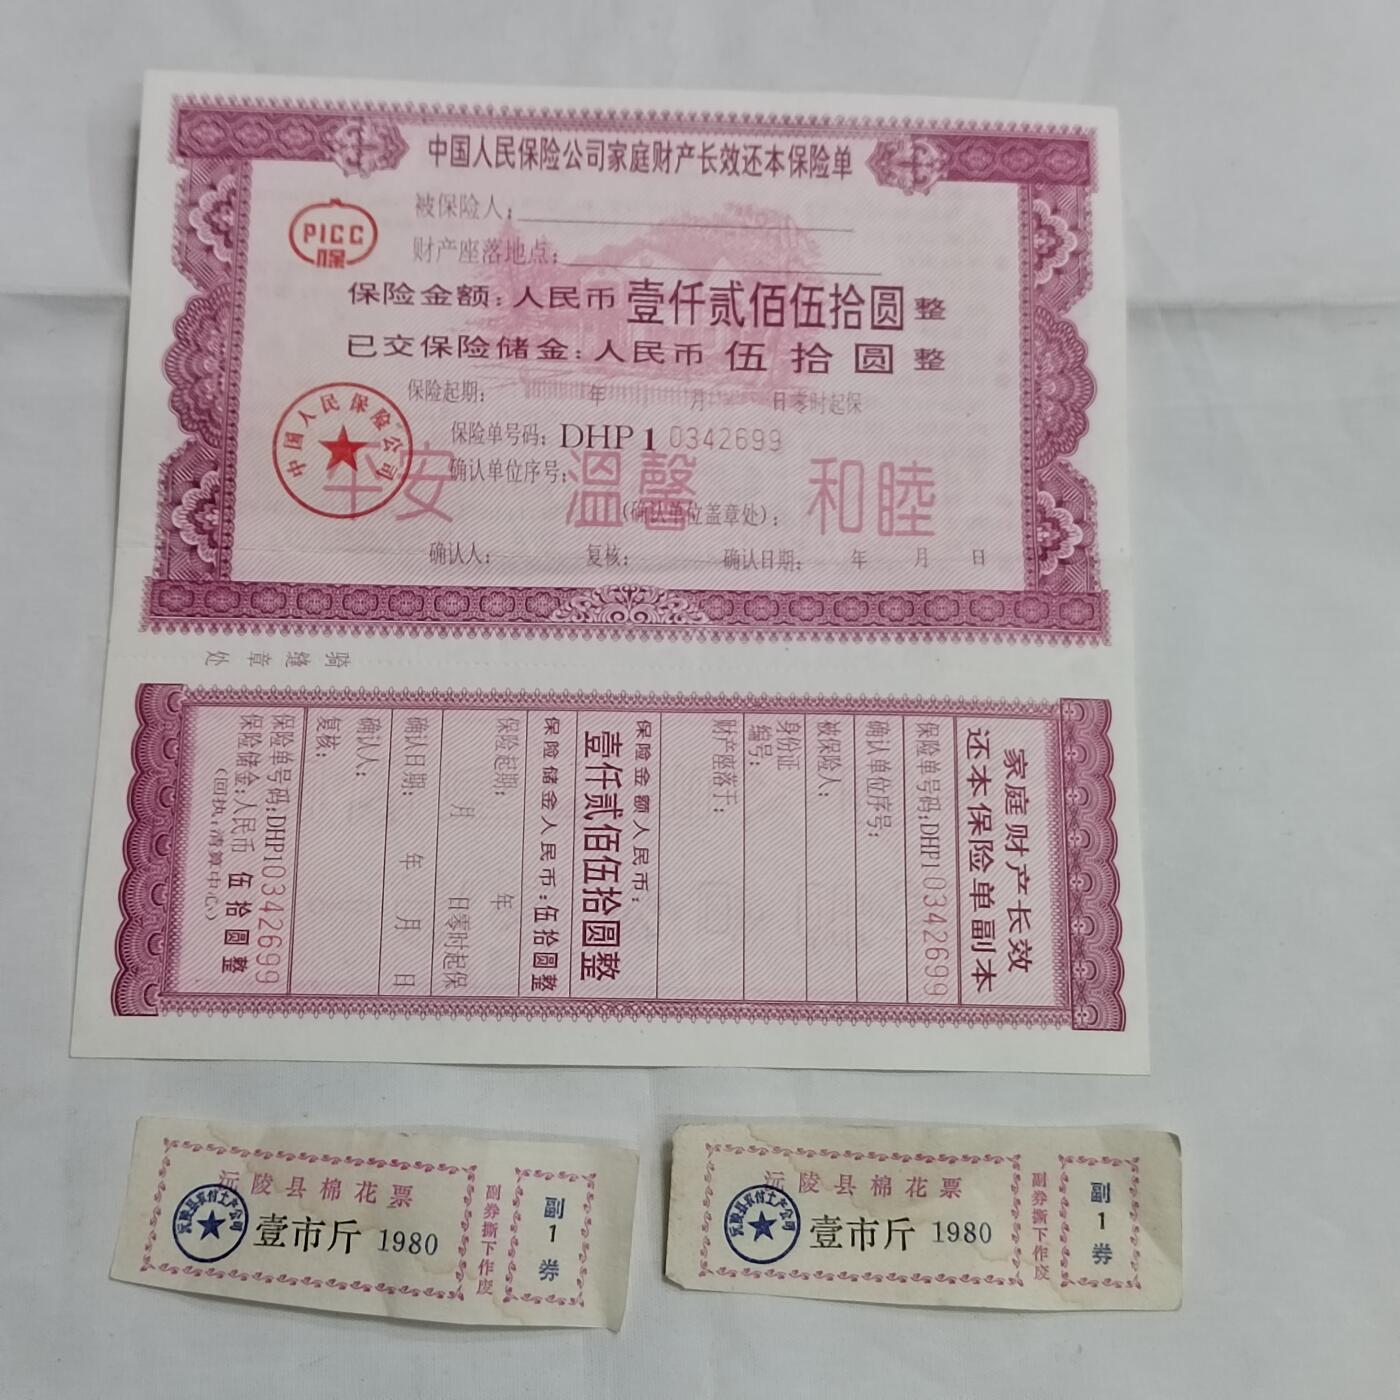 中国人民保险公司家庭财产长效还本保险单
PICC
保
被保险人：
财产座落地点：
保险金额：人民币 壹仟贰佰伍拾圆 整
已交保险储金：人民币 伍拾圆 整
保险起期： 年 月 日零时起保
保险单号码：DHP1 0342699
中国人民保险公司
确认单位序号：
平安 溫馨 和睦
（确认单位盖章处）：
确认人： 复核： 确认日期： 年 月 日
骑缝章处
家庭财产长效
还本保险单副本
保险单号码：DHP10342699
确认单位序号：
被保险人：
身份证
编号：
财产座落于：
保险金额人民币：
壹仟贰佰伍拾圆整
保险储金人民币：伍拾圆整
保险起期： 年
月 日零时起保
确认日期： 年 月 日
确认人：
复核：
保险单号码：DHP10342699
保险储金：人民币 伍拾圆整
（回执：清算中心）
沅陵县棉花票
壹市斤 1980
副券撕下作废
副
1
券
沅陵县棉花票
壹市斤 1980
副券撕下作废
副
1
券